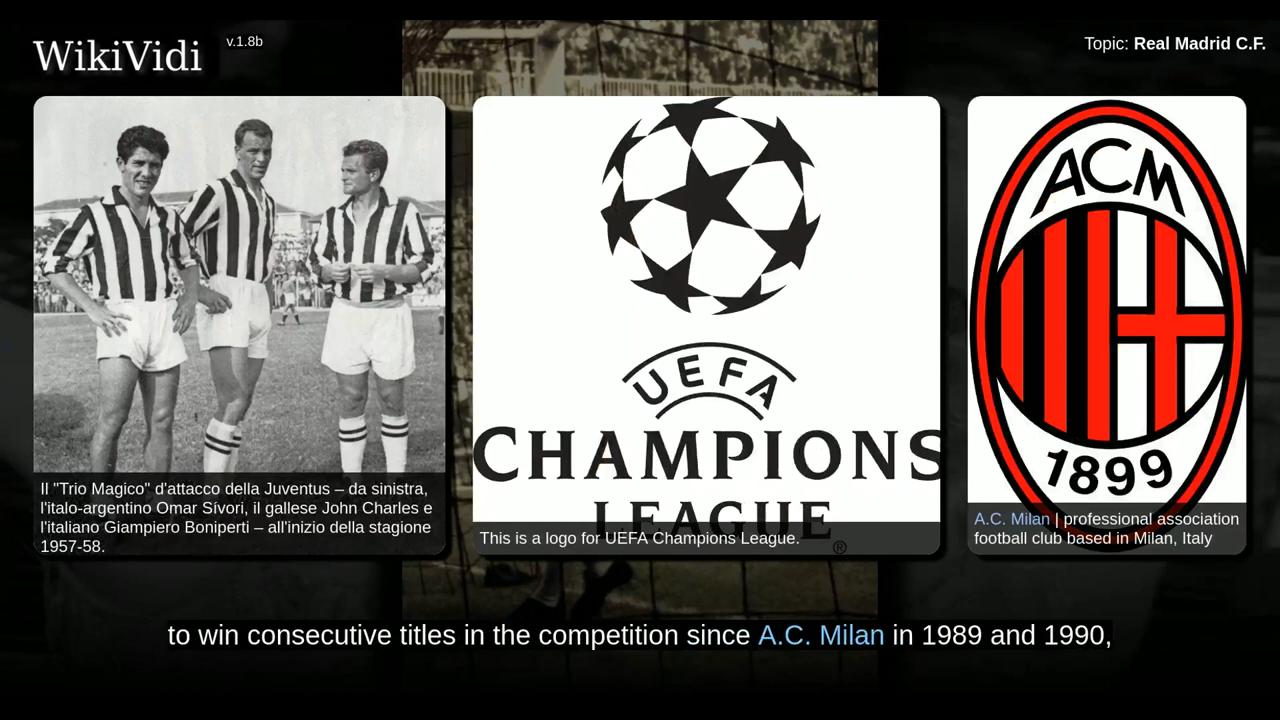 WikiVidi
v.1.8b
Topic: Real Madrid C.F.
Il "Trio Magico" d'attacco della Juventus – da sinistra,
l'italo-argentino Omar Sívori, il gallese John Charles e
l'italiano Giampiero Boniperti – all'inizio della stagione
1957-58.
UEFA
CHAMPIONS
LEAGUE
®
This is a logo for UEFA Champions League.
ACM
1899
A.C. Milan | professional association
football club based in Milan, Italy
to win consecutive titles in the competition since A.C. Milan in 1989 and 1990,